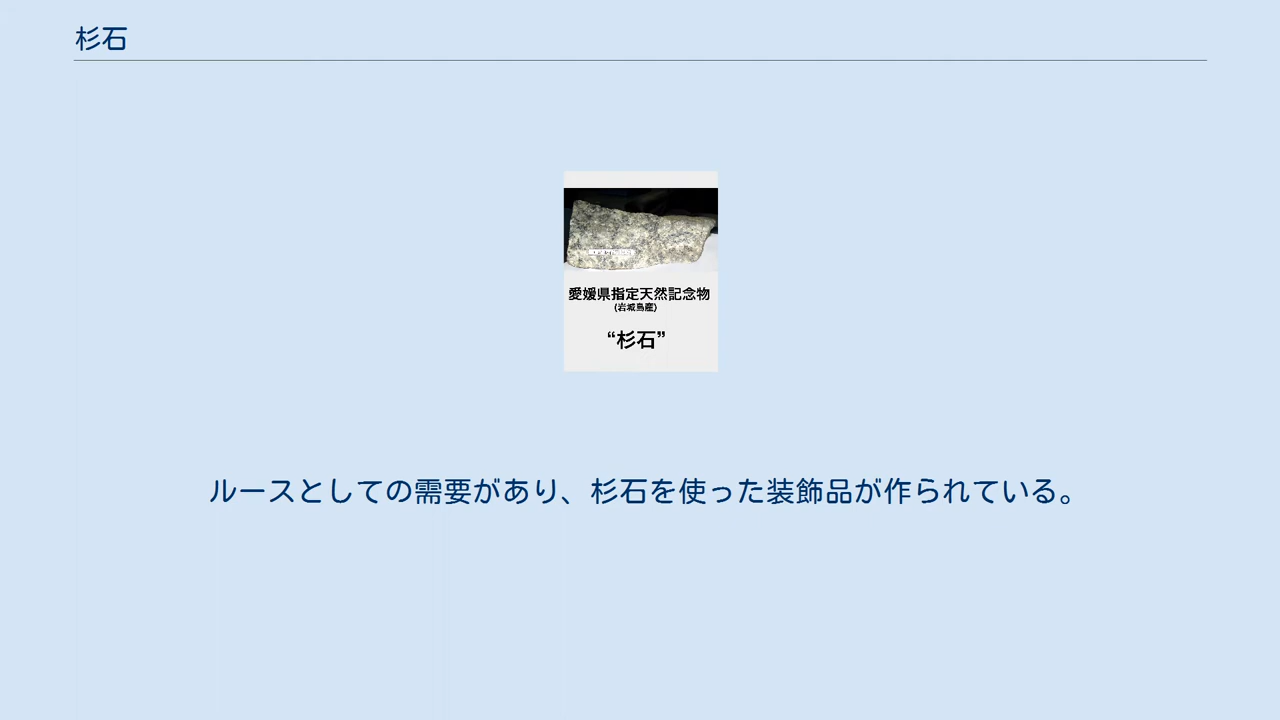 杉石
愛媛県指定天然記念物
(岩城島産)
“杉石”
ルースとしての需要があり、杉石を使った装飾品が作られている。